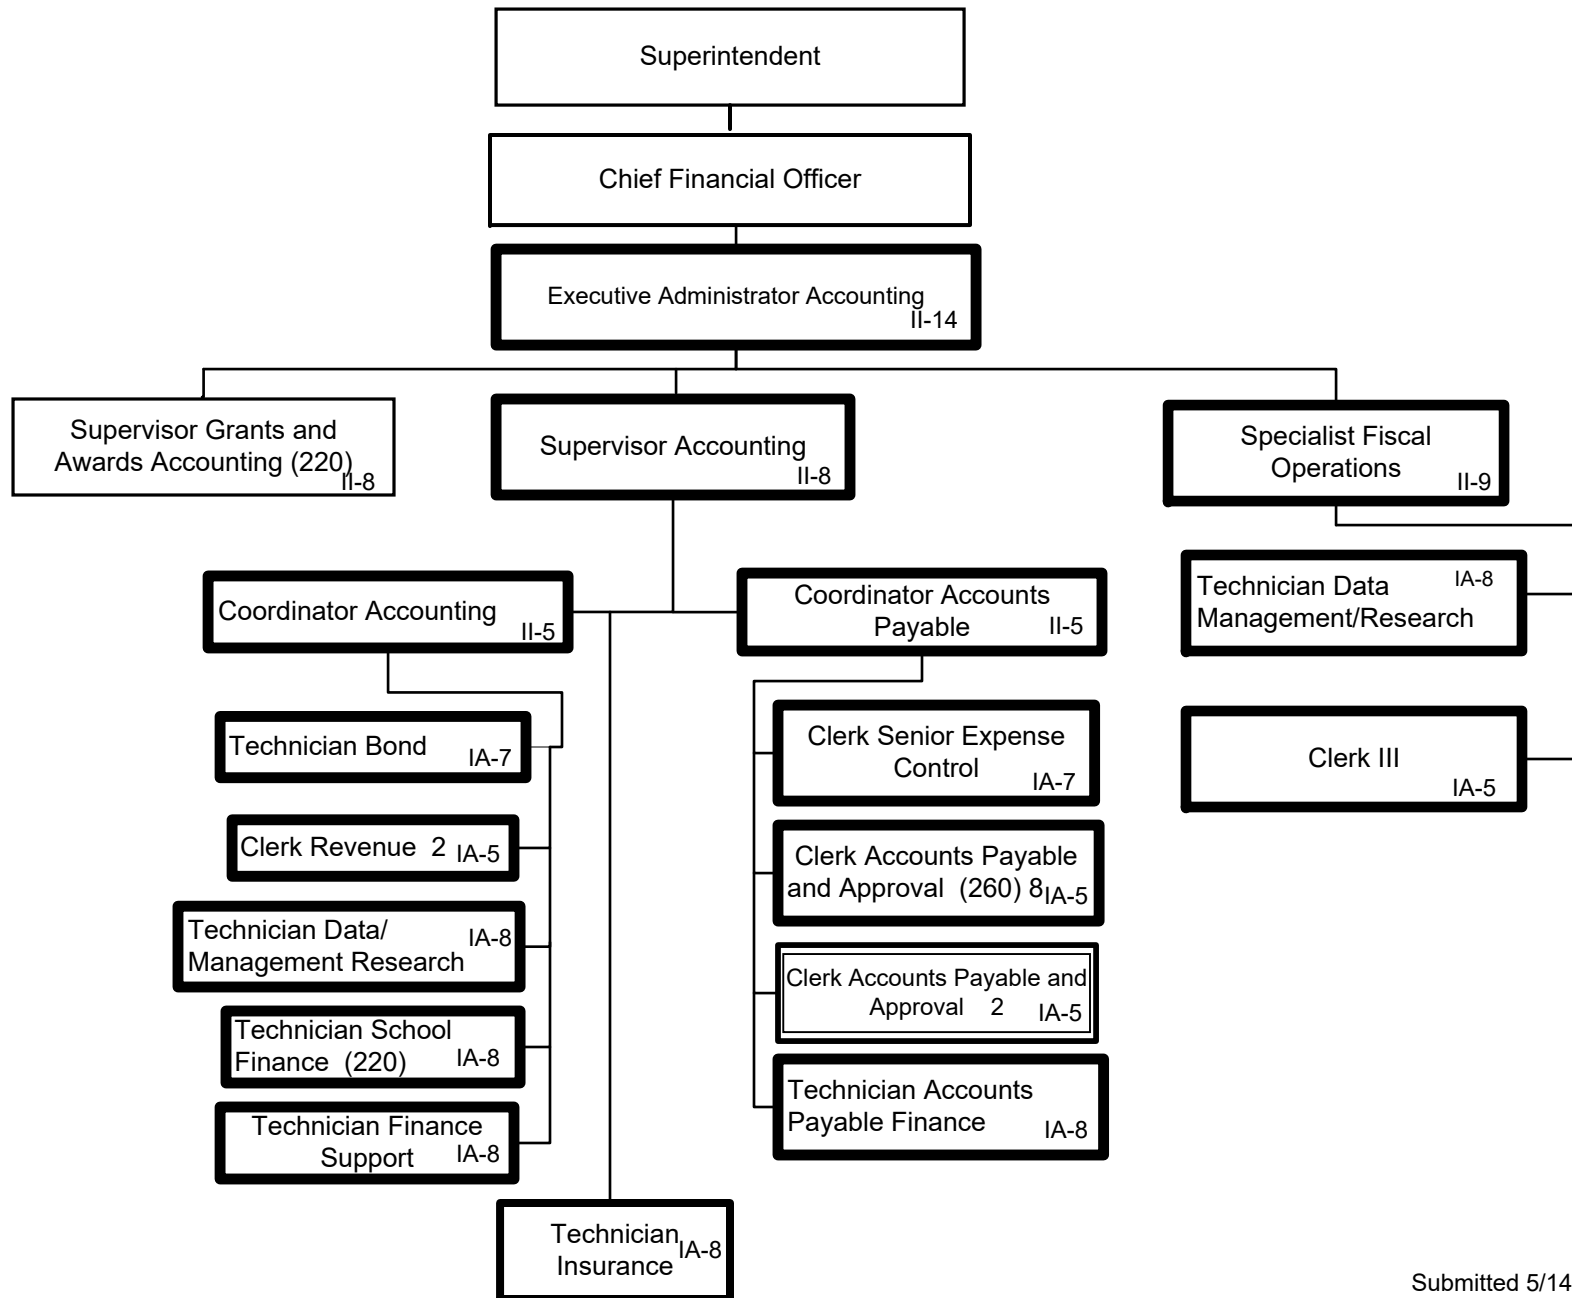 Superintendent
Chief Financial Officer
Executive Administrator Accounting
II-14
Supervisor Grants and
Awards Accounting (220)
II-8
Supervisor Accounting
II-8
Specialist Fiscal
Operations
II-9
Coordinator Accounting
II-5
Coordinator Accounts
Payable II-5
Technician Data IA-8
Management/Research
Clerk III
IA-5
Technician Bond
IA-7
Clerk Revenue 2 IA-5
Technician Data/ IA-8
Management Research
Technician School
Finance (220) IA-8
Technician Finance
Support IA-8
Clerk Senior Expense
Control
IA-7
Clerk Accounts Payable
and Approval (260) 8 IA-5
Clerk Accounts Payable and
Approval 2 IA-5
Technician Accounts
Payable Finance IA-8
Technician IA-8
Insurance
Submitted 5/14